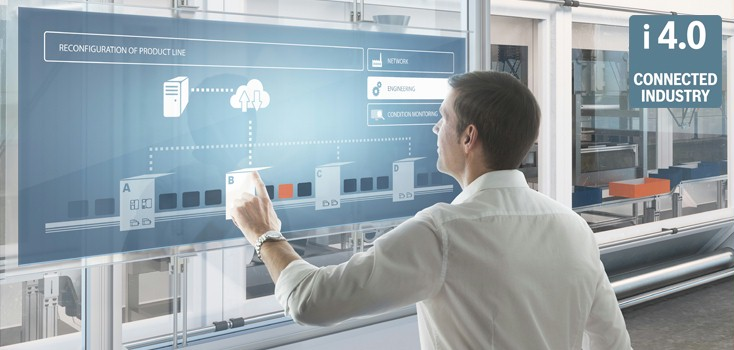 i 4.0
CONNECTED
INDUSTRY
RECONFIGURATION OF PRODUCT LINE
NETWORK
ENGINEERING
CONDITION MONITORING
A
B
C
D